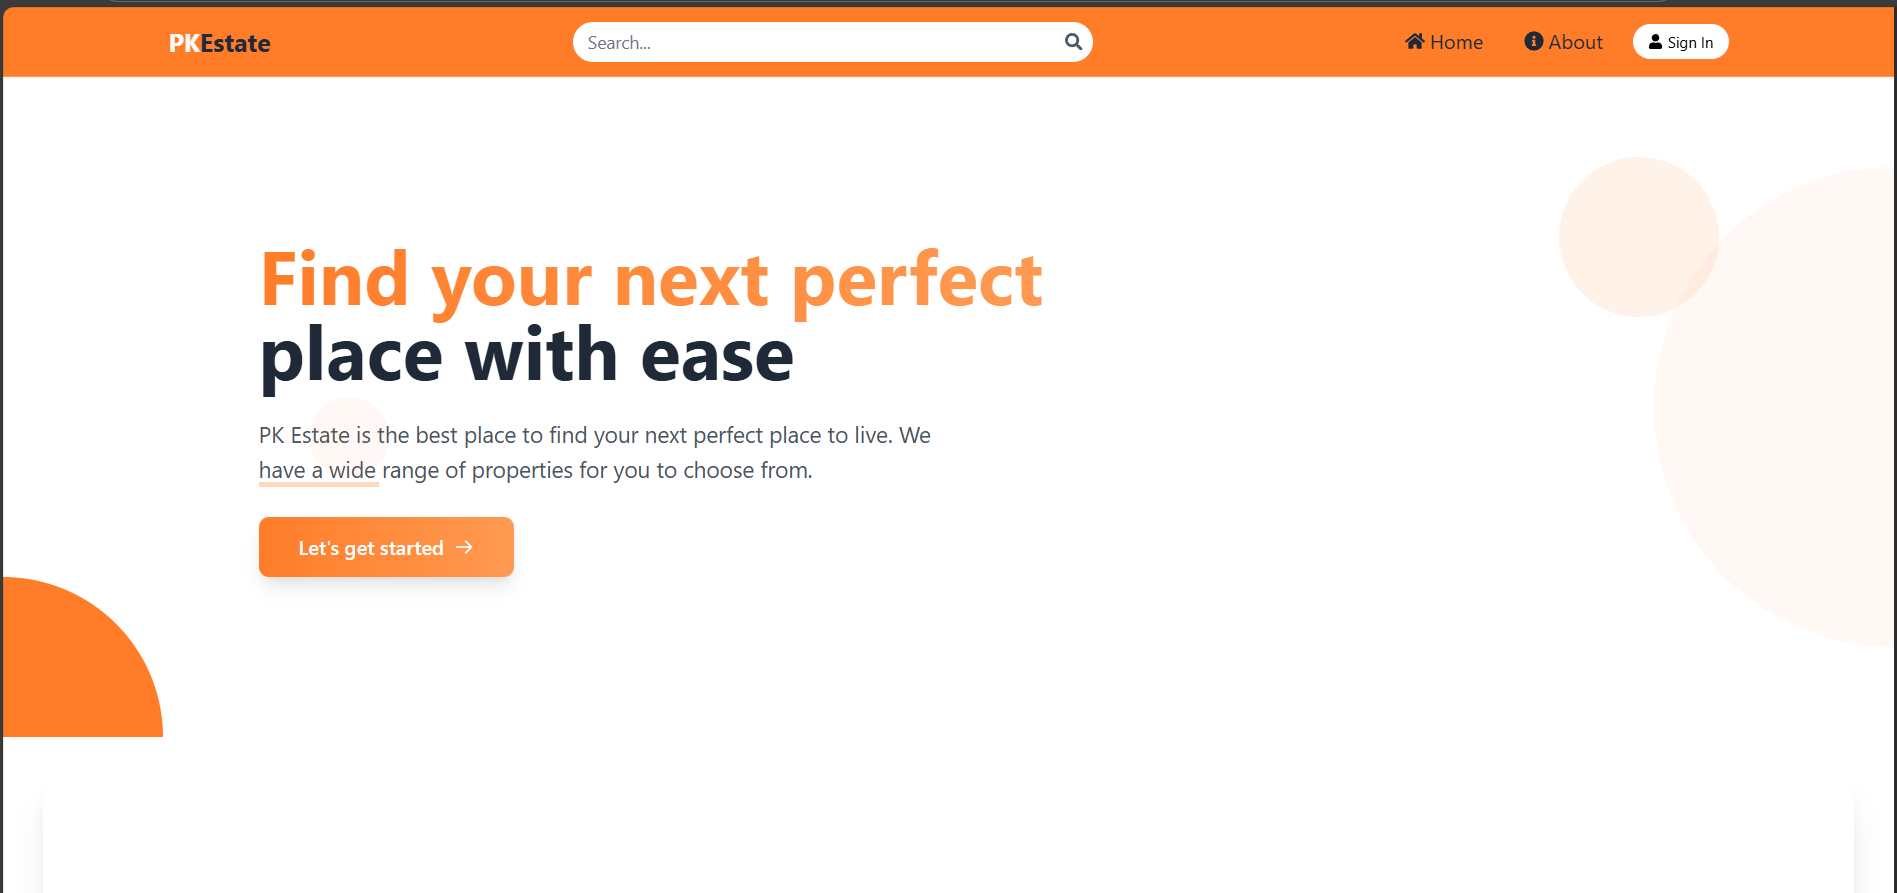 PKEstate
Search...
Home
About
Sign In
Find your next perfect
place with ease
PK Estate is the best place to find your next perfect place to live. We
have a wide range of properties for you to choose from.
Let's get started